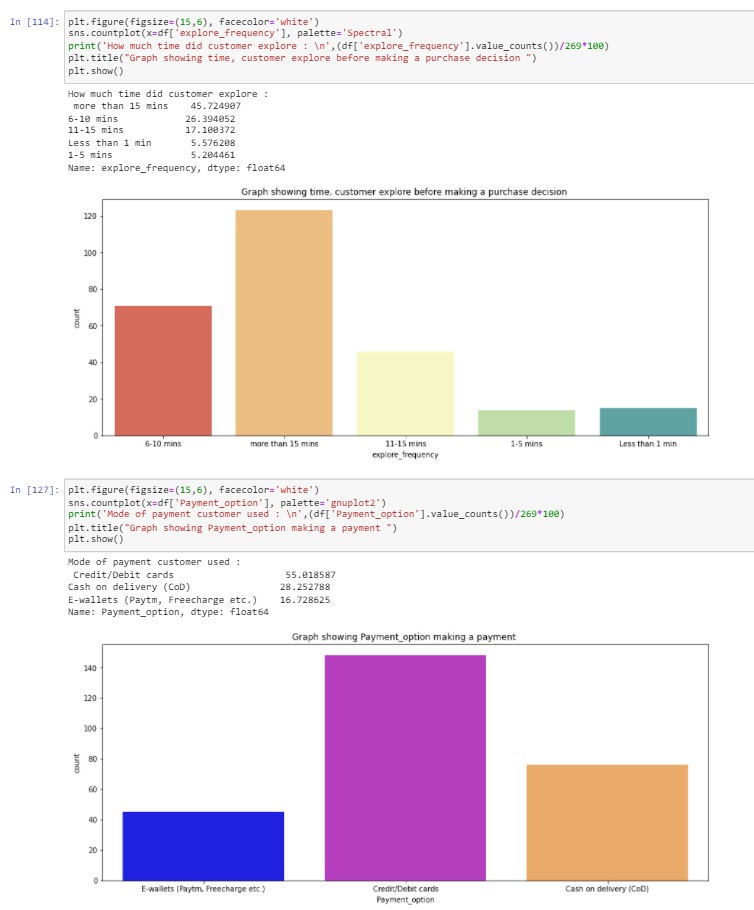 In [114]: plt.figure(figsize=(15,6), facecolor='white')
sns.countplot(x=df['explore_frequency'], palette='Spectral')
print('How much time did customer explore : \n',(df['explore_frequency'].value_counts())/269*100)
plt.title("Graph showing time, customer explore before making a purchase decision ")
plt.show()
How much time did customer explore :
more than 15 mins    45.724907
6-10 mins            26.394052
11-15 mins           17.100372
Less than 1 min       5.576208
1-5 mins              5.204461
Name: explore_frequency, dtype: float64
Graph showing time, customer explore before making a purchase decision
120
100
80
60
40
20
0
count
6-10 mins more than 15 mins 11-15 mins 1-5 mins Less than 1 min
explore_frequency
In [127]: plt.figure(figsize=(15,6), facecolor='white')
sns.countplot(x=df['Payment_option'], palette='gnuplot2')
print('Mode of payment customer used : \n',(df['Payment_option'].value_counts())/269*100)
plt.title("Graph showing Payment_option making a payment ")
plt.show()
Mode of payment customer used :
Credit/Debit cards                    55.018587
Cash on delivery (CoD)               28.252788
E-wallets (Paytm, Freecharge etc.)    16.728625
Name: Payment_option, dtype: float64
Graph showing Payment_option making a payment
140
120
100
80
60
40
20
0
count
E-wallets (Paytm, Freecharge etc.) Credit/Debit cards Cash on delivery (CoD)
Payment_option